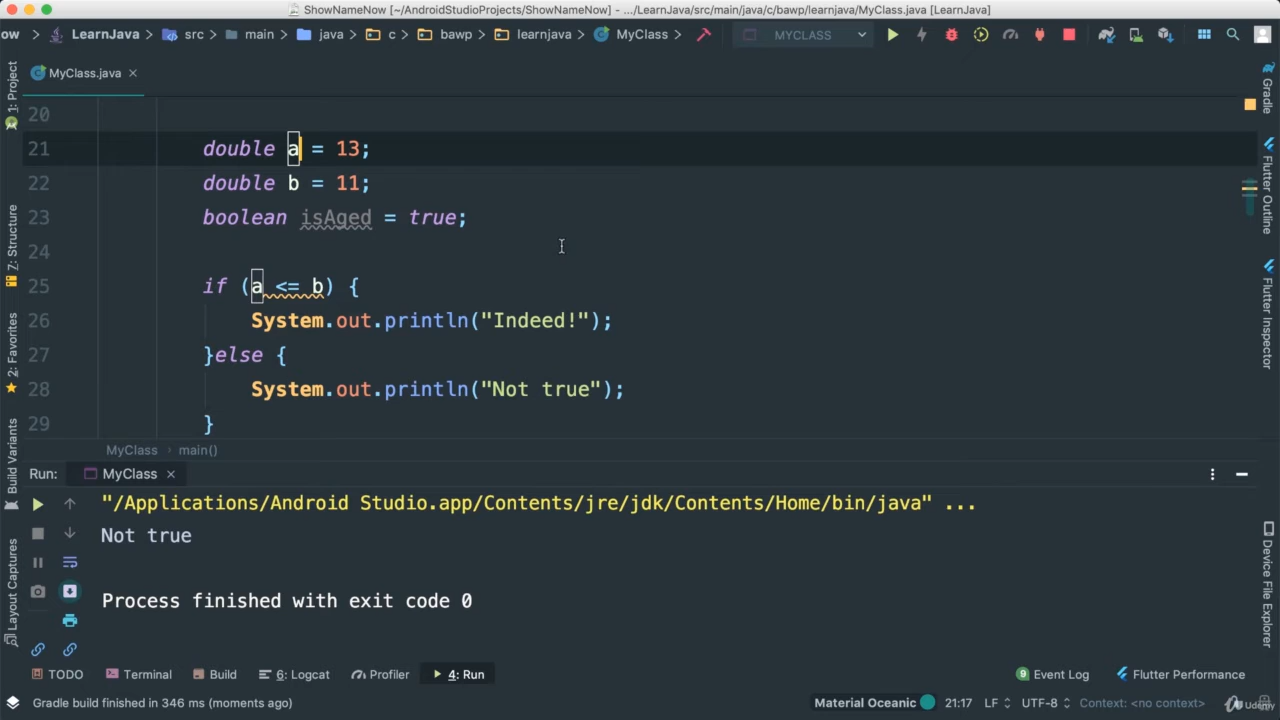 ShowNameNow [~/AndroidStudioProjects/ShowNameNow] - .../LearnJava/src/main/java/c/bawp/learnjava/MyClass.java [LearnJava]
ow LearnJava src main java c bawp learnjava MyClass MYCLASS
MyClass.java
1: Project
7: Structure
2: Favorites
Build Variants
Layout Captures
20
21 double a = 13;
22 double b = 11;
23 boolean isAged = true;
24
25 if (a <= b) {
26 System.out.println("Indeed!");
27 }else {
28 System.out.println("Not true");
29 }
MyClass main()
Gradle
Flutter Outline
Flutter Inspector
Device File Explorer
Run: MyClass
"/Applications/Android Studio.app/Contents/jre/jdk/Contents/Home/bin/java" ...
Not true
Process finished with exit code 0
TODO Terminal Build 6: Logcat Profiler 4: Run 9 Event Log Flutter Performance
Gradle build finished in 346 ms (moments ago) Material Oceanic 21:17 LF UTF-8 Context: <no context> Udemy